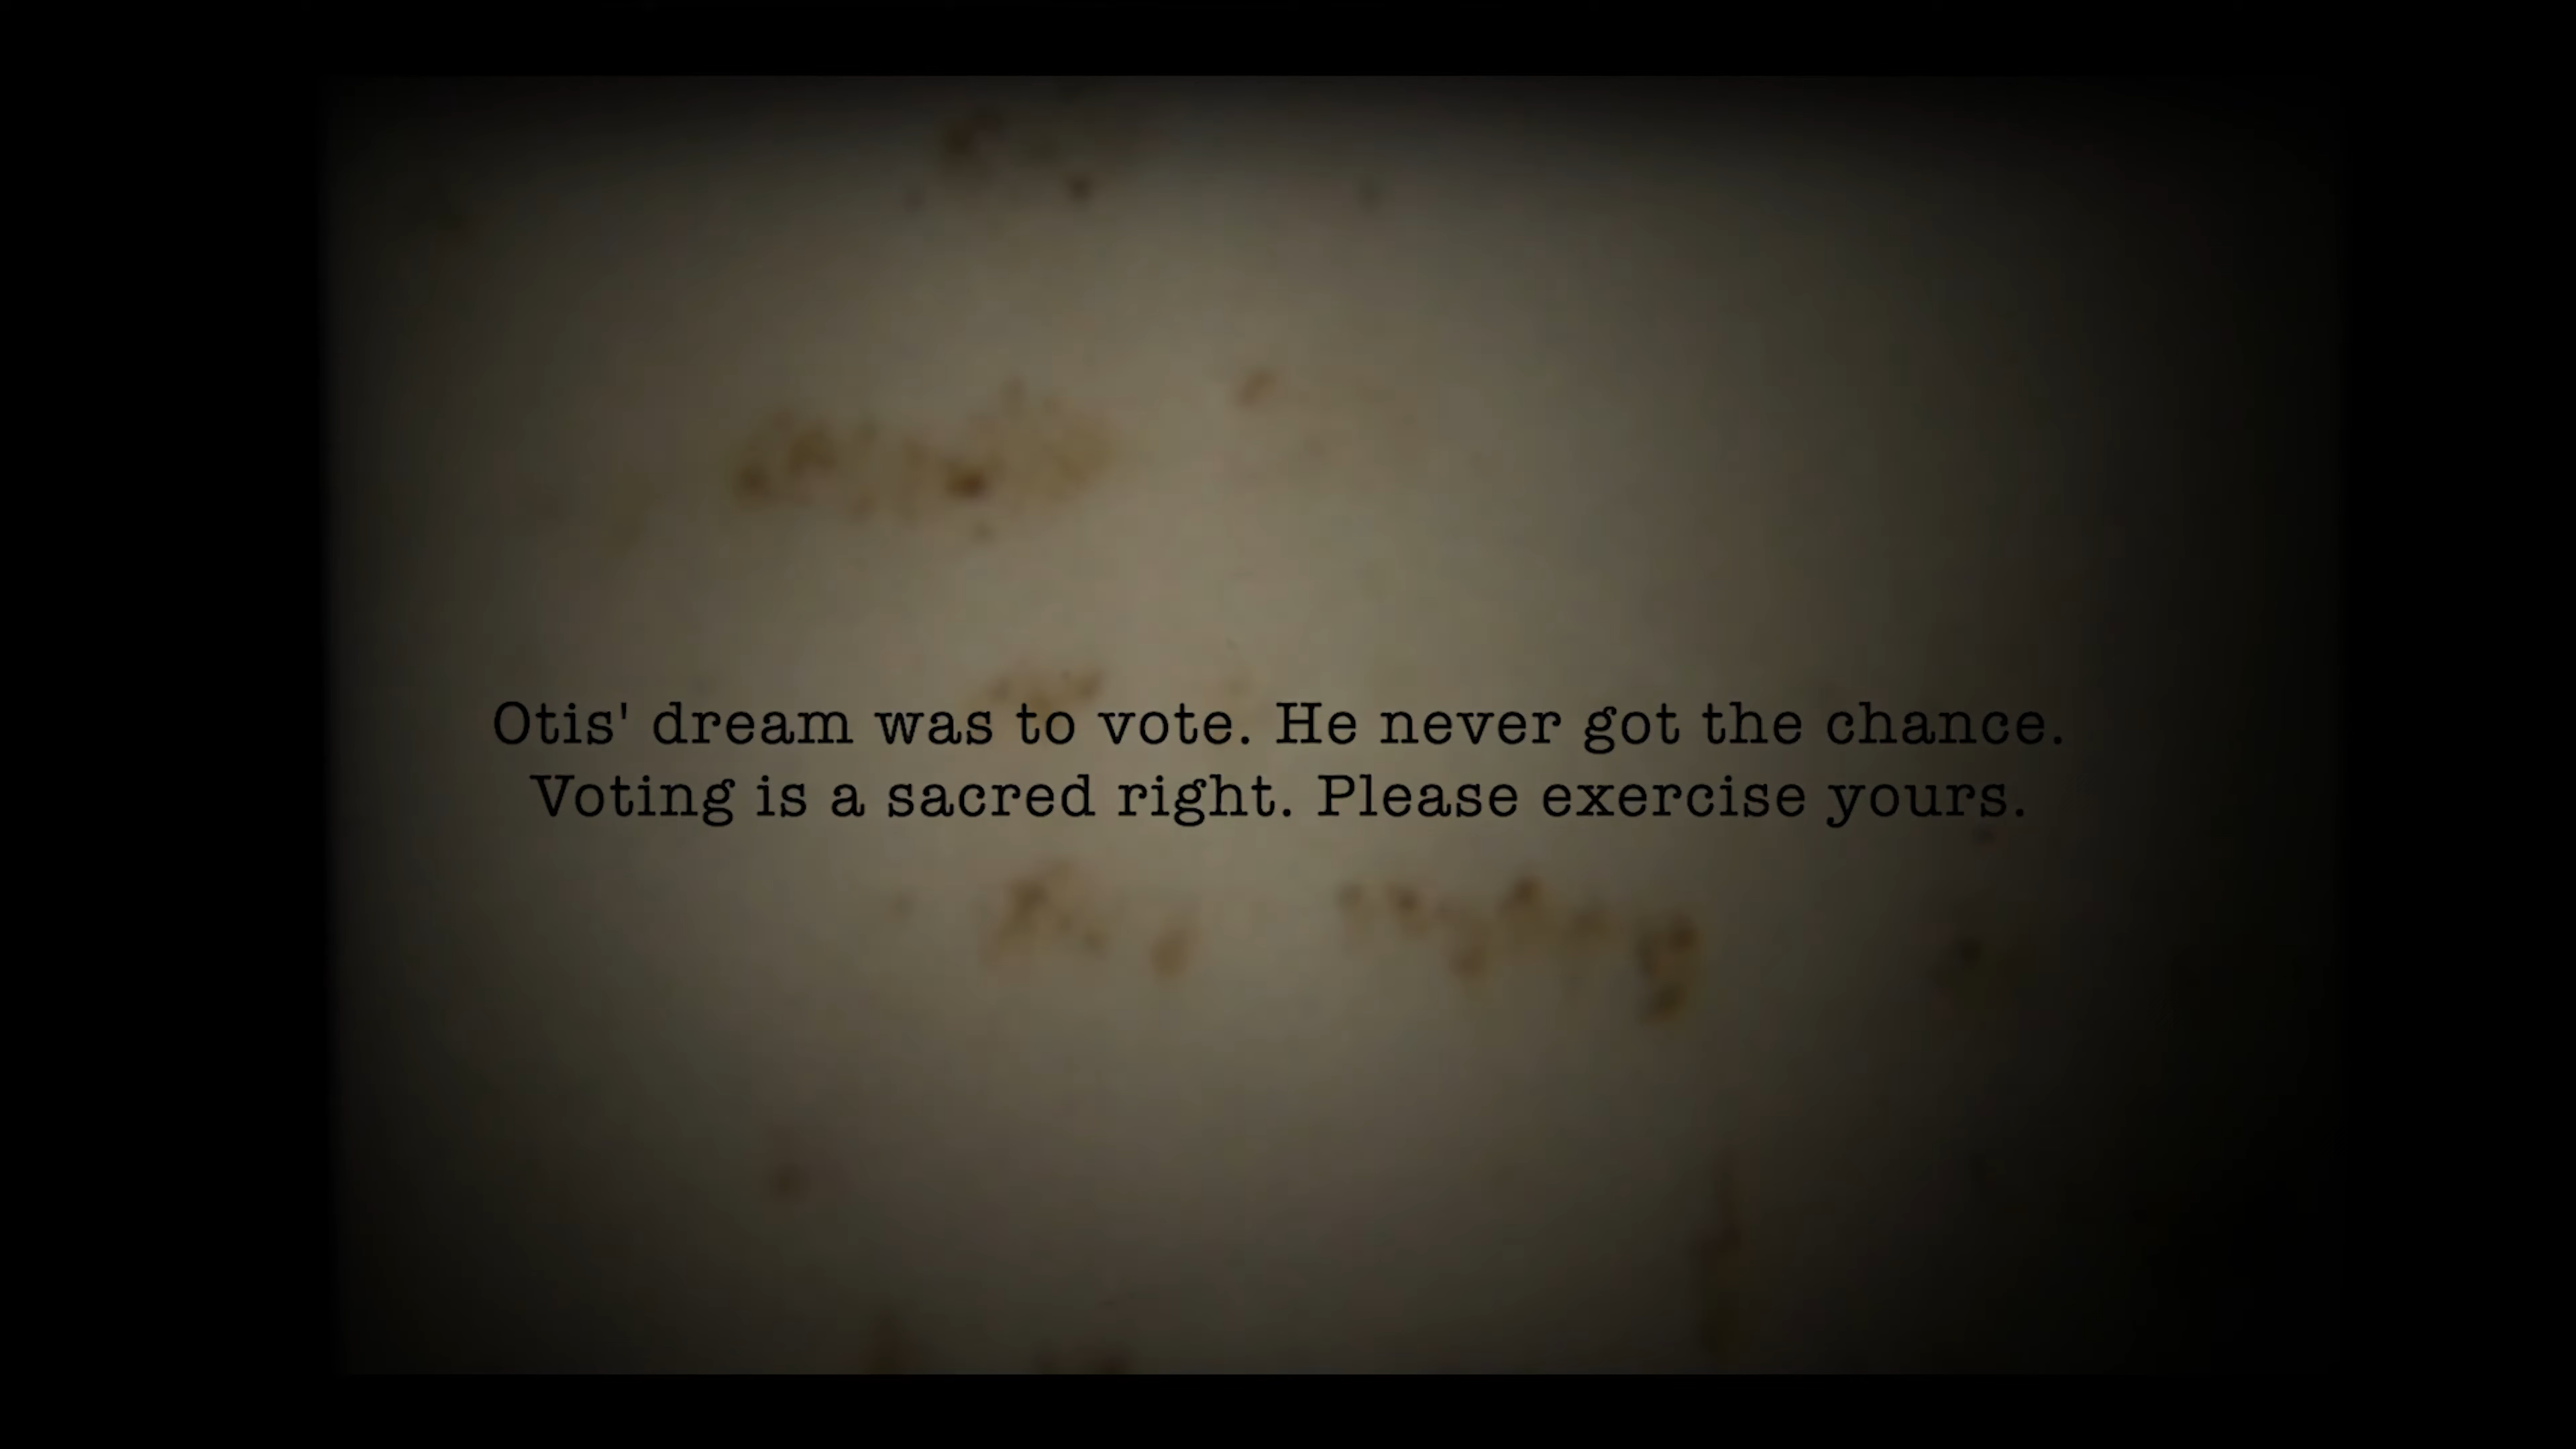 Otis' dream was to vote. He never got the chance.
Voting is a sacred right. Please exercise yours.